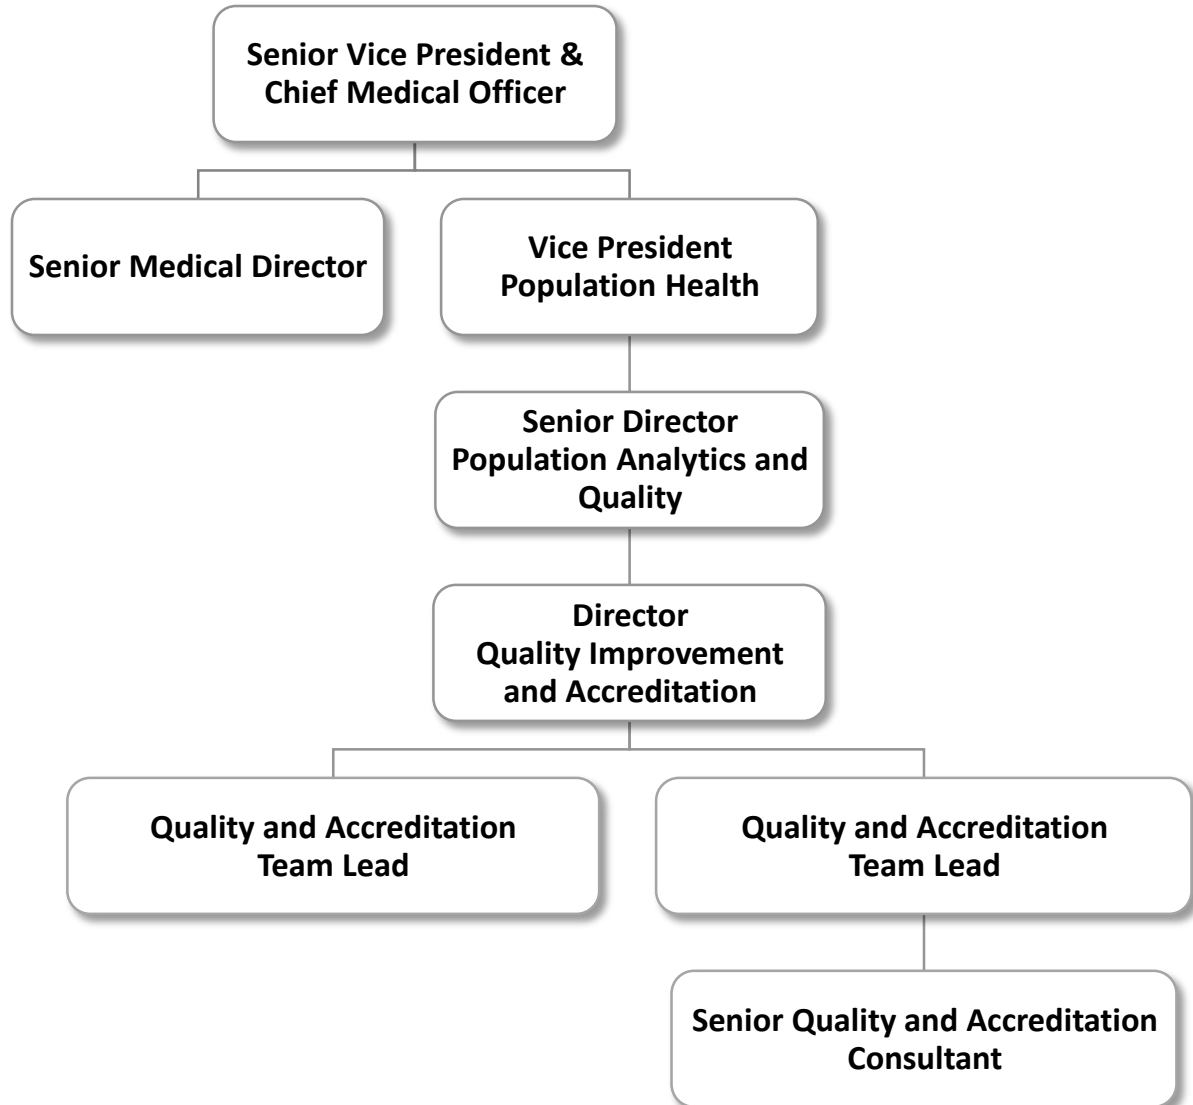 Senior Vice President &
Chief Medical Officer
Senior Medical Director
Vice President
Population Health
Senior Director
Population Analytics and
Quality
Director
Quality Improvement
and Accreditation
Quality and Accreditation
Team Lead
Quality and Accreditation
Team Lead
Senior Quality and Accreditation
Consultant